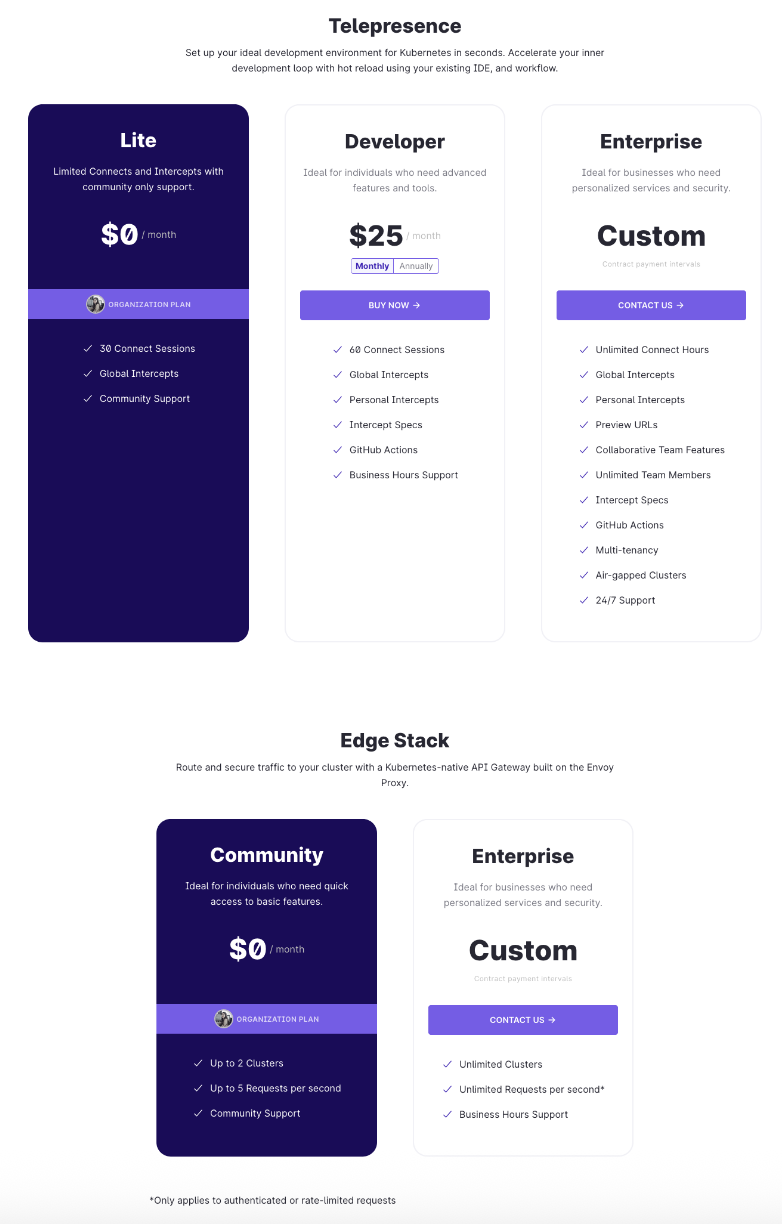 Telepresence
Set up your ideal development environment for Kubernetes in seconds. Accelerate your inner
development loop with hot reload using your existing IDE, and workflow.
Lite
Limited Connects and Intercepts with
community only support.
$0 / month
ORGANIZATION PLAN
30 Connect Sessions
Global Intercepts
Community Support
Developer
Ideal for individuals who need advanced
features and tools.
$25 / month
Monthly Annually
BUY NOW →
60 Connect Sessions
Global Intercepts
Personal Intercepts
Intercept Specs
GitHub Actions
Business Hours Support
Enterprise
Ideal for businesses who need
personalized services and security.
Custom
Contract payment intervals
CONTACT US →
Unlimited Connect Hours
Global Intercepts
Personal Intercepts
Preview URLs
Collaborative Team Features
Unlimited Team Members
Intercept Specs
GitHub Actions
Multi-tenancy
Air-gapped Clusters
24/7 Support
Edge Stack
Route and secure traffic to your cluster with a Kubernetes-native API Gateway built on the Envoy
Proxy.
Community
Ideal for individuals who need quick
access to basic features.
$0 / month
ORGANIZATION PLAN
Up to 2 Clusters
Up to 5 Requests per second
Community Support
Enterprise
Ideal for businesses who need
personalized services and security.
Custom
Contract payment intervals
CONTACT US →
Unlimited Clusters
Unlimited Requests per second*
Business Hours Support
*Only applies to authenticated or rate-limited requests